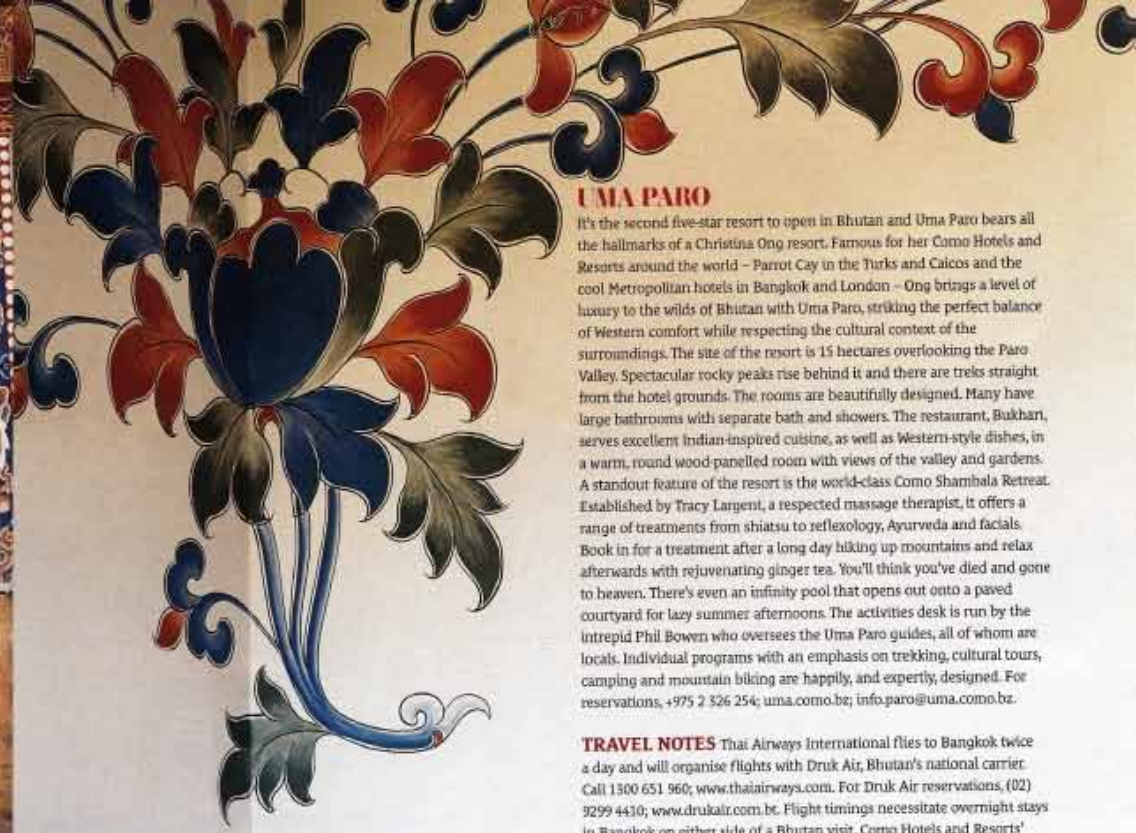 UMA PARO
It's the second five-star resort to open in Bhutan and Uma Paro bears all
the hallmarks of a Christina Ong resort. Famous for her Como Hotels and
Resorts around the world – Parrot Cay in the Turks and Caicos and the
cool Metropolitan hotels in Bangkok and London – Ong brings a level of
luxury to the wilds of Bhutan with Uma Paro, striking the perfect balance
of Western comfort while respecting the cultural context of the
surroundings. The site of the resort is 15 hectares overlooking the Paro
Valley. Spectacular rocky peaks rise behind it and there are treks straight
from the hotel grounds. The rooms are beautifully designed. Many have
large bathrooms with separate bath and showers. The restaurant, Bukhari,
serves excellent Indian-inspired cuisine, as well as Western-style dishes, in
a warm, round wood-panelled room with views of the valley and gardens.
A standout feature of the resort is the world-class Como Shambala Retreat.
Established by Tracy Largent, a respected massage therapist, it offers a
range of treatments from shiatsu to reflexology, Ayurveda and facials.
Book in for a treatment after a long day hiking up mountains and relax
afterwards with rejuvenating ginger tea. You'll think you've died and gone
to heaven. There's even an infinity pool that opens out onto a paved
courtyard for lazy summer afternoons. The activities desk is run by the
intrepid Phil Bowen who oversees the Uma Paro guides, all of whom are
locals. Individual programs with an emphasis on trekking, cultural tours,
camping and mountain biking are happily, and expertly, designed. For
reservations, +975 2 326 254; uma.como.bz; info.paro@uma.como.bz.
TRAVEL NOTES Thai Airways International flies to Bangkok twice
a day and will organise flights with Druk Air, Bhutan's national carrier.
Call 1300 651 960; www.thaiairways.com. For Druk Air reservations, (02)
9299 4410; www.drukair.com.bt. Flight timings necessitate overnight stays
in Bangkok on either side of a Bhutan visit. Como Hotels and Resorts'